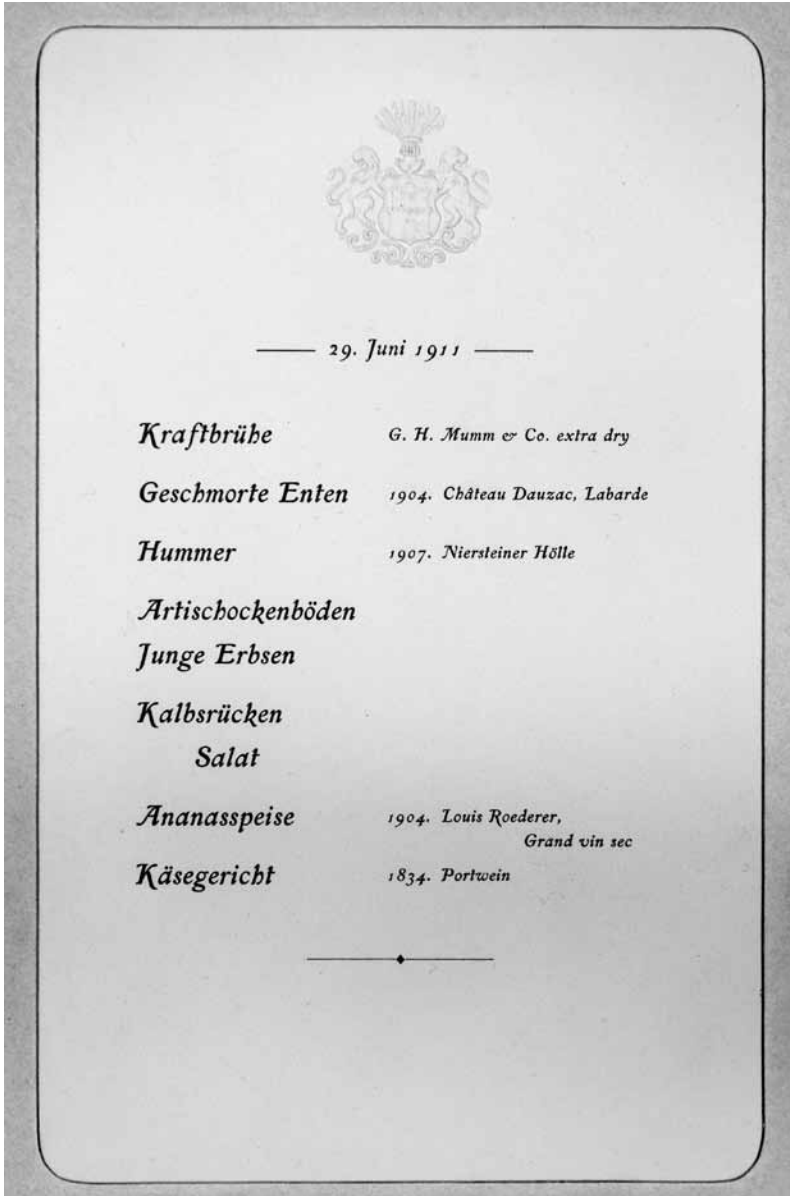 29. Juni 1911
Kraftbrühe G. H. Mumm & Co. extra dry
Geschmorte Enten 1904. Château Dauzac, Labarde
Hummer 1907. Niersteiner Hölle
Artischockenböden
Junge Erbsen
Kalbsrücken
Salat
Ananasspeise 1904. Louis Roederer,
Grand vin sec
Käsegericht 1834. Portwein